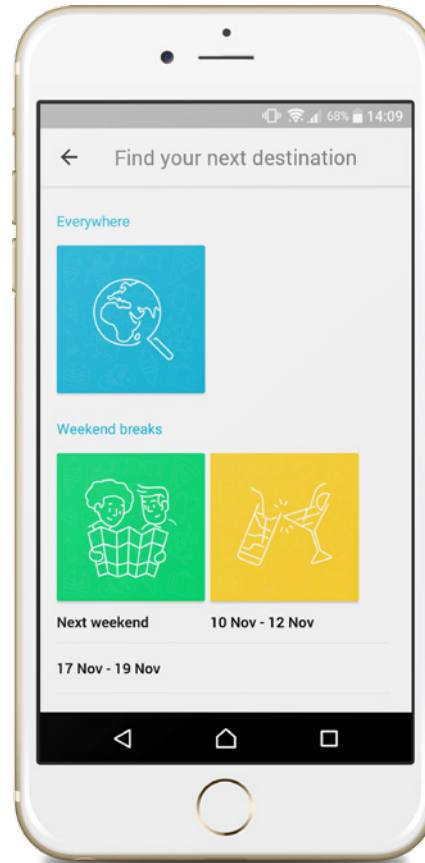 68% 14:09
Find your next destination
Everywhere
Weekend breaks
Next weekend 10 Nov - 12 Nov
17 Nov - 19 Nov